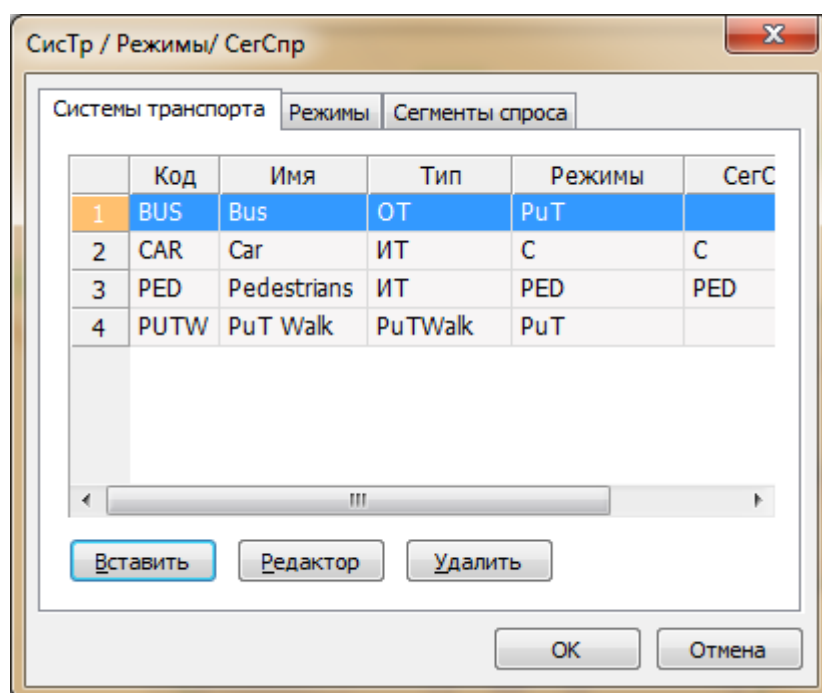 СисТр / Режимы/ СегСпр
Системы транспорта Режимы Сегменты спроса
Код Имя Тип Режимы СегС
1 BUS Bus ОТ PuT
2 CAR Car ИТ C C
3 PED Pedestrians ИТ PED PED
4 PUTW PuT Walk PuTWalk PuT
Вставить Редактор Удалить
OK Отмена